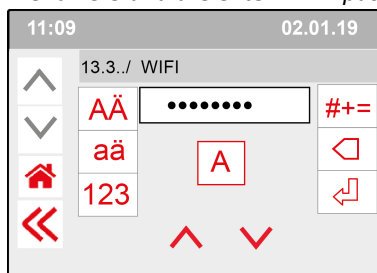 11:09 02.01.19
13.3../ WIFI
AÄ •••••••• #+=
aä A
123